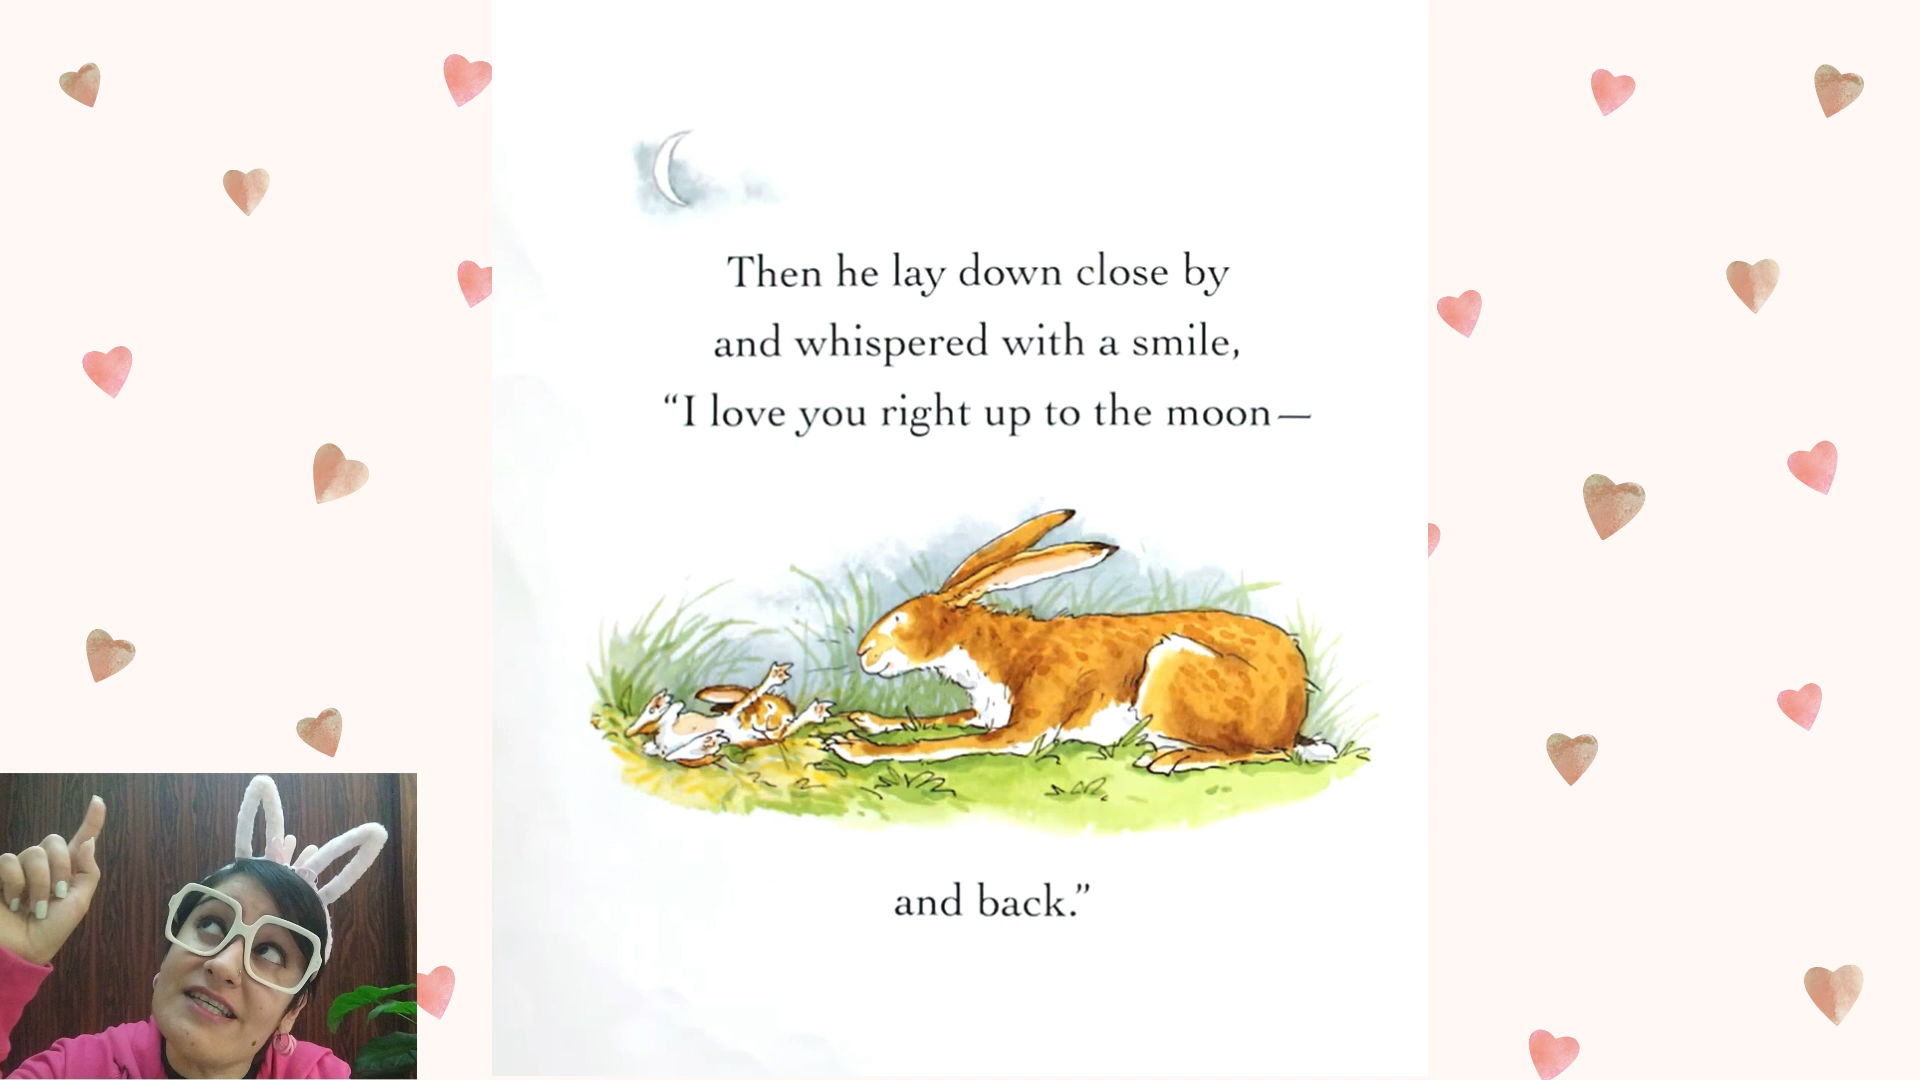 Then he lay down close by
and whispered with a smile,
“I love you right up to the moon—
and back.”